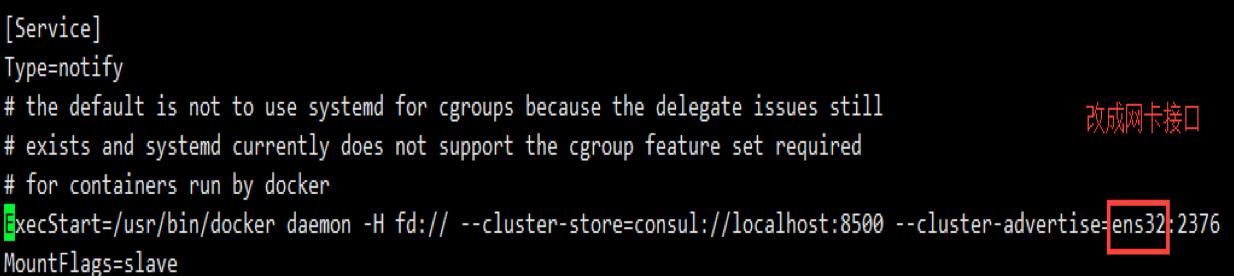 [Service]
Type=notify
# the default is not to use systemd for cgroups because the delegate issues still
改成网卡接口
# exists and systemd currently does not support the cgroup feature set required
# for containers run by docker
ExecStart=/usr/bin/docker daemon -H fd:// --cluster-store=consul://localhost:8500 --cluster-advertise=ens32:2376
MountFlags=slave